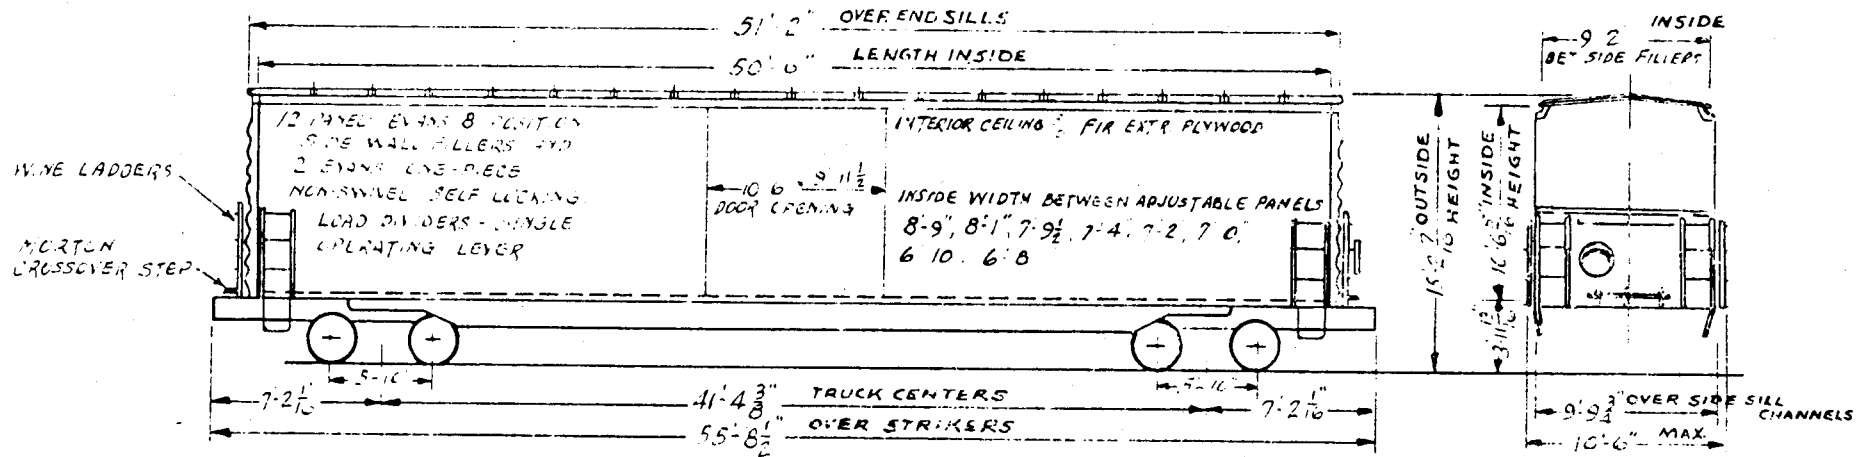 51'-2" OVER END SILLS
50'-6" LENGTH INSIDE
INSIDE
9 2
BET SIDE FILLERS
12 PANEL EVANS 8 POSITION
SIDE WALL FILLERS AND
2 EVANS ONE-PIECE
NON-SWIVEL SELF LOCKING
LOAD DIVIDERS - SINGLE
OPERATING LEVER
WINE LADDERS
MORTON
CROSSOVER STEP
10 6 × 9' 11 1/2
DOOR OPENING
INTERIOR CEILING FIR EXTR PLYWOOD
INSIDE WIDTH BETWEEN ADJUSTABLE PANELS
8-9", 8-1", 7-9½, 7-4, 7-2, 7 0,
6 10, 6-8
OUTSIDE
HEIGHT
INSIDE
HEIGHT
5-10
5-10
7-2 1/16
41'-4 3/8" TRUCK CENTERS
7'-2 1/16"
55'-8 1/2" OVER STRIKERS
9'-9 3/4" OVER SIDE SILL
CHANNELS
10'-6" MAX.